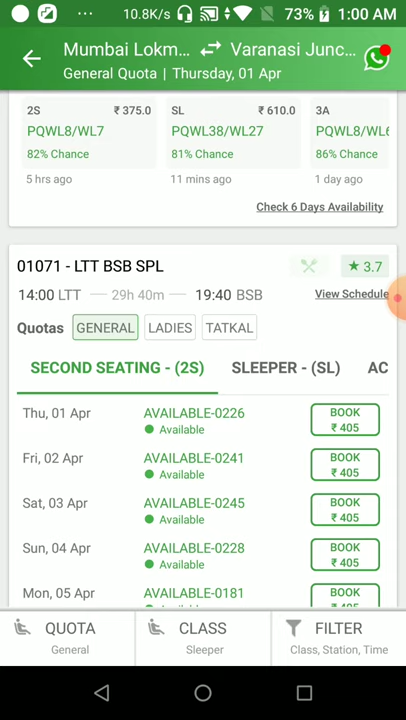 10.8K/s 73% 1:00 AM
Mumbai Lokm... Varanasi Junc...
General Quota | Thursday, 01 Apr
2S ₹ 375.0 SL ₹ 610.0 3A
PQWL8/WL7 PQWL38/WL27 PQWL8/WL6
82% Chance 81% Chance 86% Chance
5 hrs ago 11 mins ago 1 day ago
Check 6 Days Availability
01071 - LTT BSB SPL ★ 3.7
14:00 LTT — 29h 40m — 19:40 BSB View Schedule
Quotas GENERAL LADIES TATKAL
SECOND SEATING - (2S) SLEEPER - (SL) AC
Thu, 01 Apr AVAILABLE-0226 BOOK
Available ₹ 405
Fri, 02 Apr AVAILABLE-0241 BOOK
Available ₹ 405
Sat, 03 Apr AVAILABLE-0245 BOOK
Available ₹ 405
Sun, 04 Apr AVAILABLE-0228 BOOK
Available ₹ 405
Mon, 05 Apr AVAILABLE-0181 BOOK
QUOTA CLASS FILTER
General Sleeper Class, Station, Time